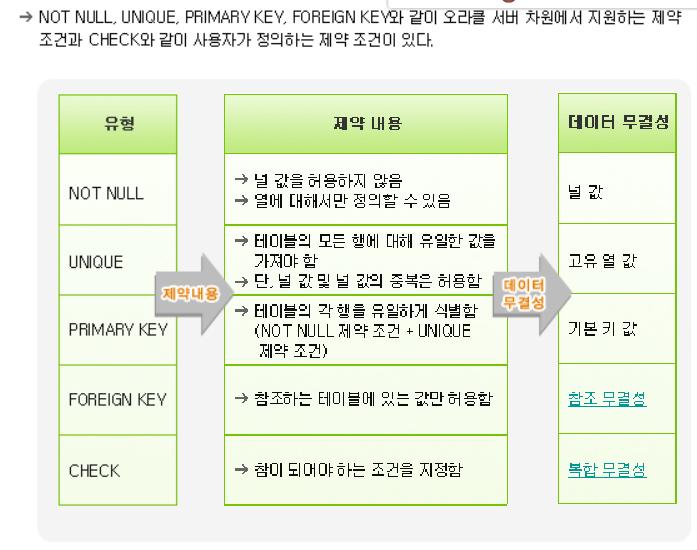 → NOT NULL, UNIQUE, PRIMARY KEY, FOREIGN KEY와 같이 오라클 서버 차원에서 지원하는 제약
조건과 CHECK와 같이 사용자가 정의하는 제약 조건이 있다.
유형
제약 내용
데이터 무결성
NOT NULL
→ 널 값을 허용하지 않음
→ 열에 대해서만 정의할 수 있음
널 값
UNIQUE
→ 테이블의 모든 행에 대해 유일한 값을
가져야 함
→ 단, 널 값 및 널 값의 중복은 허용함
고유 열 값
제약내용
데이터
무결성
PRIMARY KEY
→ 테이블의 각 행을 유일하게 식별함
(NOT NULL 제약 조건 + UNIQUE
제약 조건)
기본 키 값
FOREIGN KEY
→ 참조하는 테이블에 있는 값만 허용함
참조 무결성
CHECK
→ 참이 되어야 하는 조건을 지정함
복합 무결성